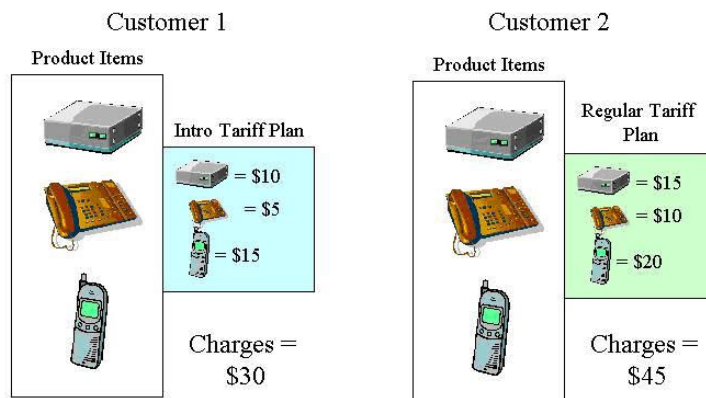 Customer 1
Product Items
Intro Tariff Plan
= $10
= $5
= $15
Charges =
$30
Customer 2
Product Items
Regular Tariff
Plan
= $15
= $10
= $20
Charges =
$45